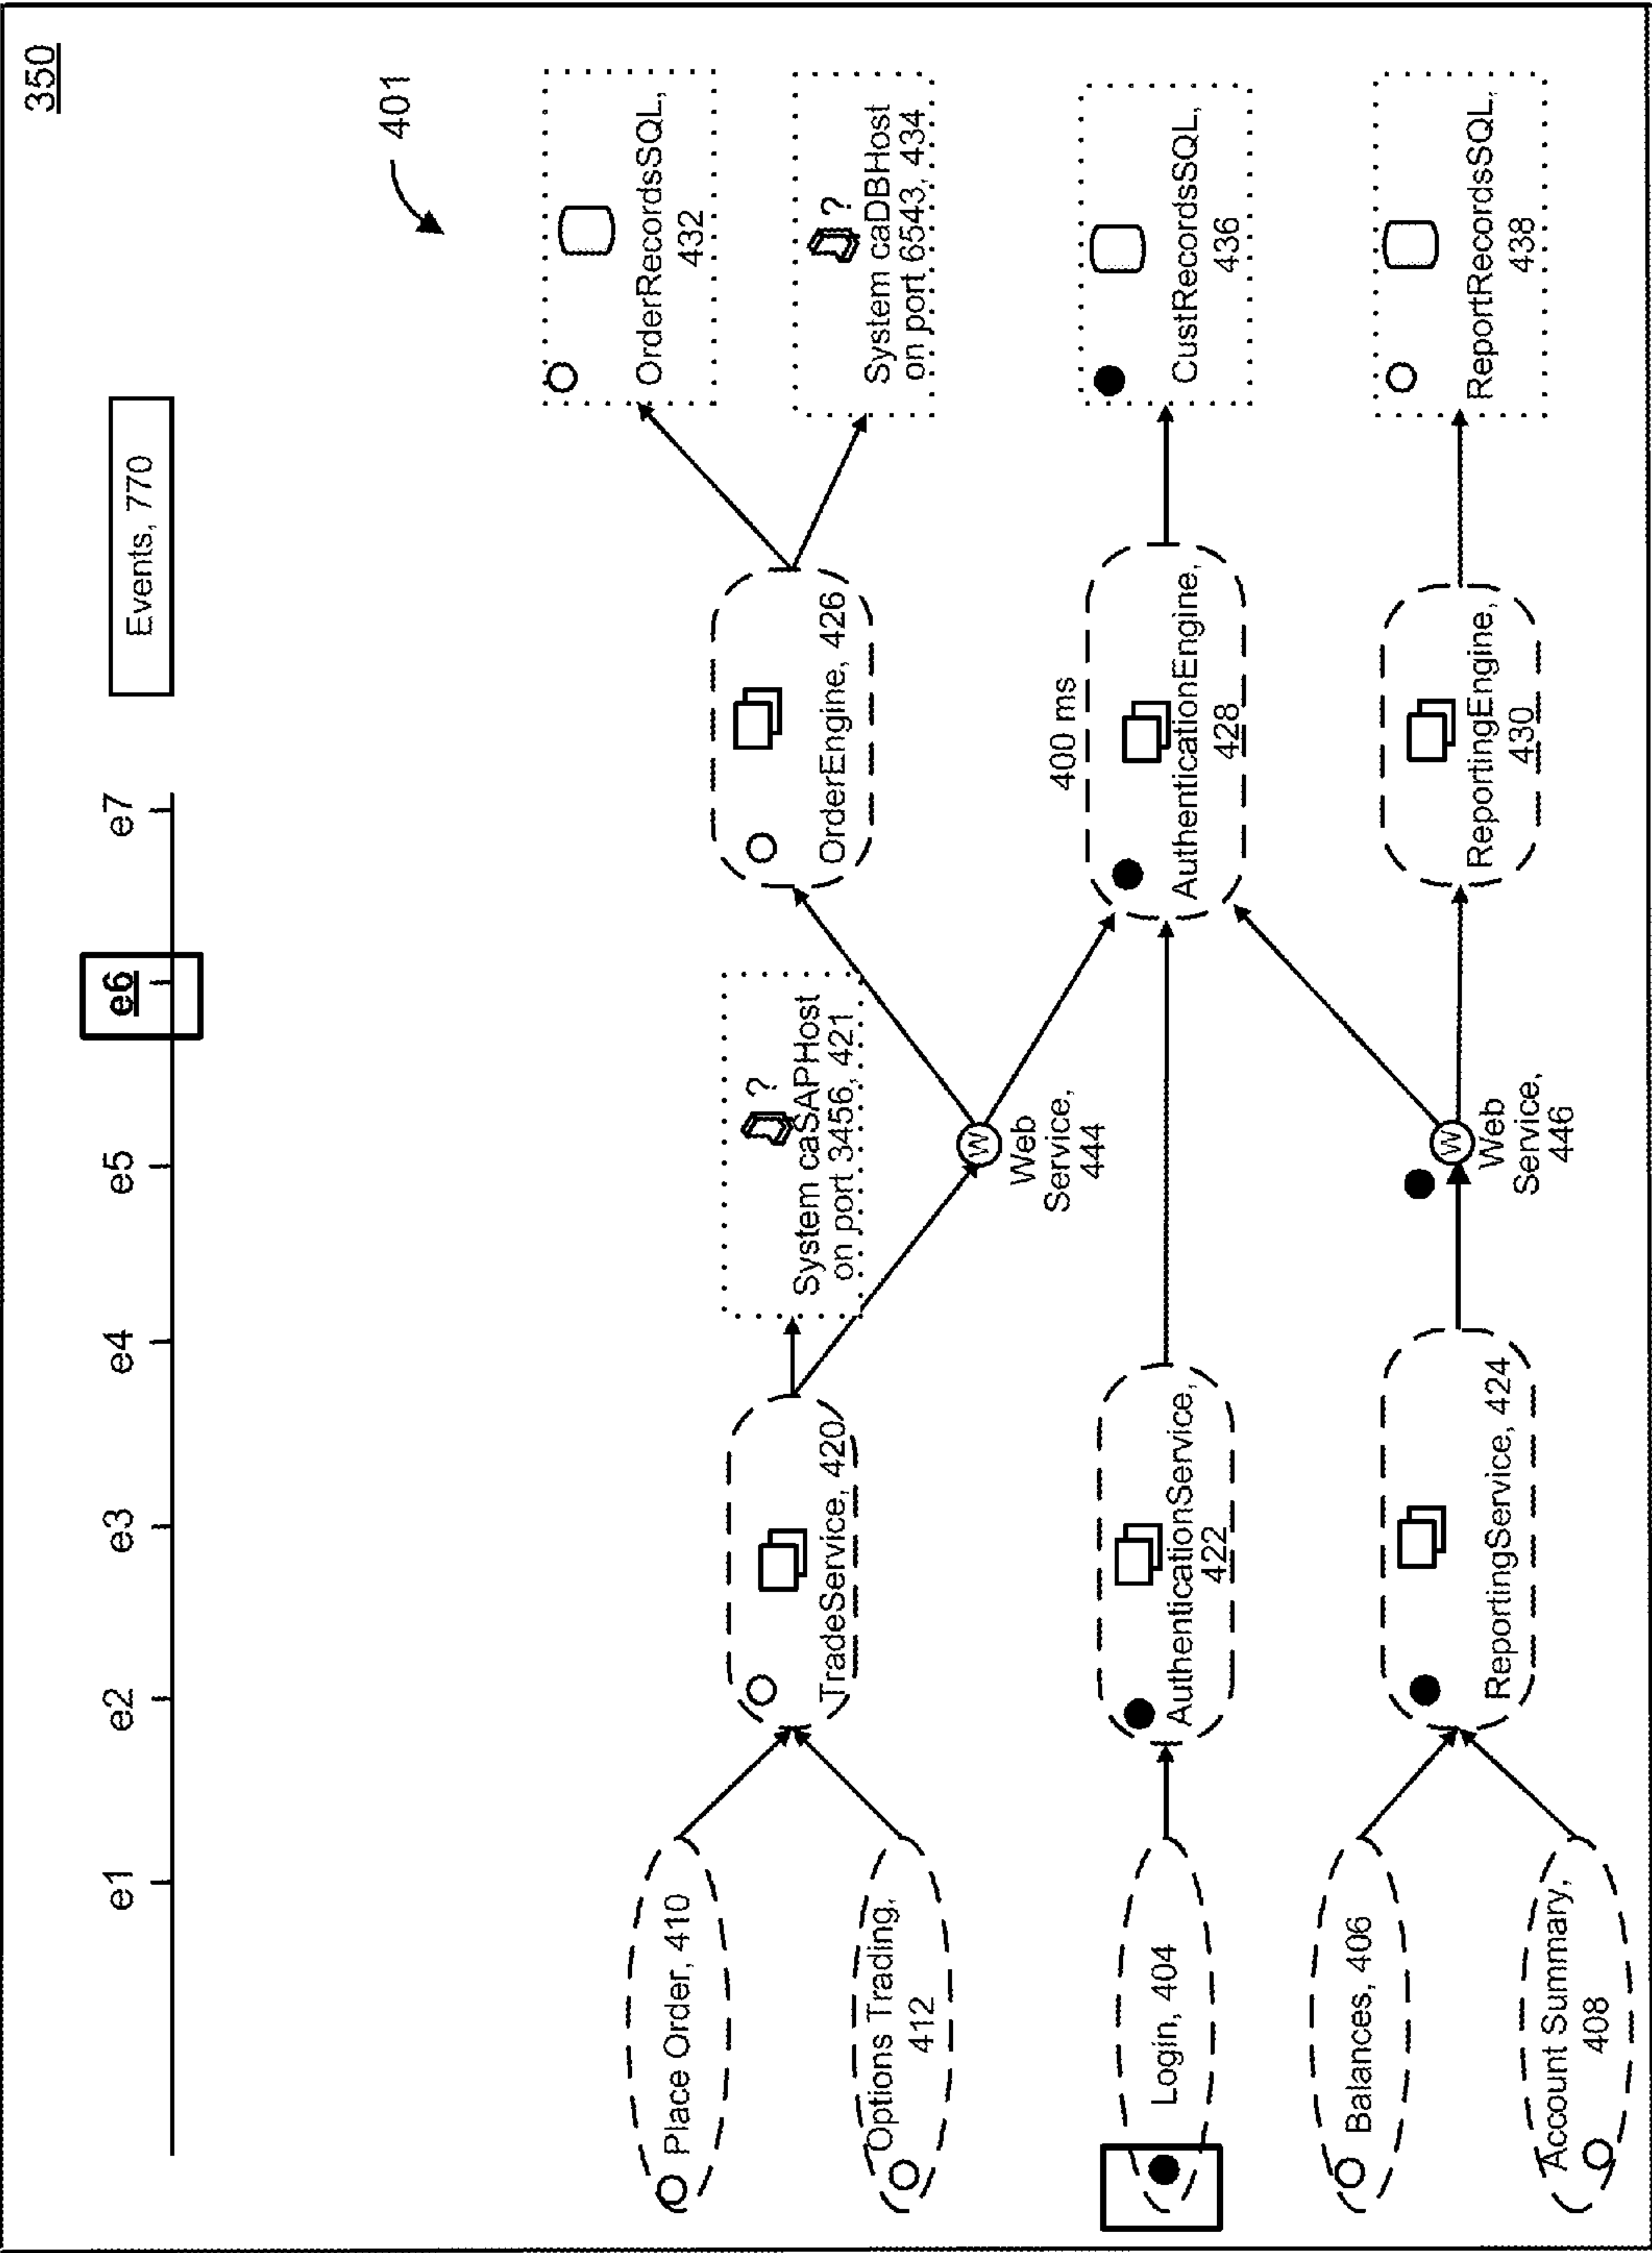 350
Events, 770
e1 e2 e3 e4 e5 e6 e7
401
Place Order, 410
Options Trading,
412
Login, 404
Balances, 406
Account Summary,
408
TradeService, 420
AuthenticationService,
422
ReportingService, 424
?
System caSAPHost
on port 3456, 421
W
Web
Service,
444
W
Web
Service,
446
OrderEngine, 426
400 ms
AuthenticationEngine,
428
ReportingEngine,
430
OrderRecordsSQL,
432
?
System caDBHost
on port 6543, 434
CustRecordsSQL,
436
ReportRecordsSQL,
438